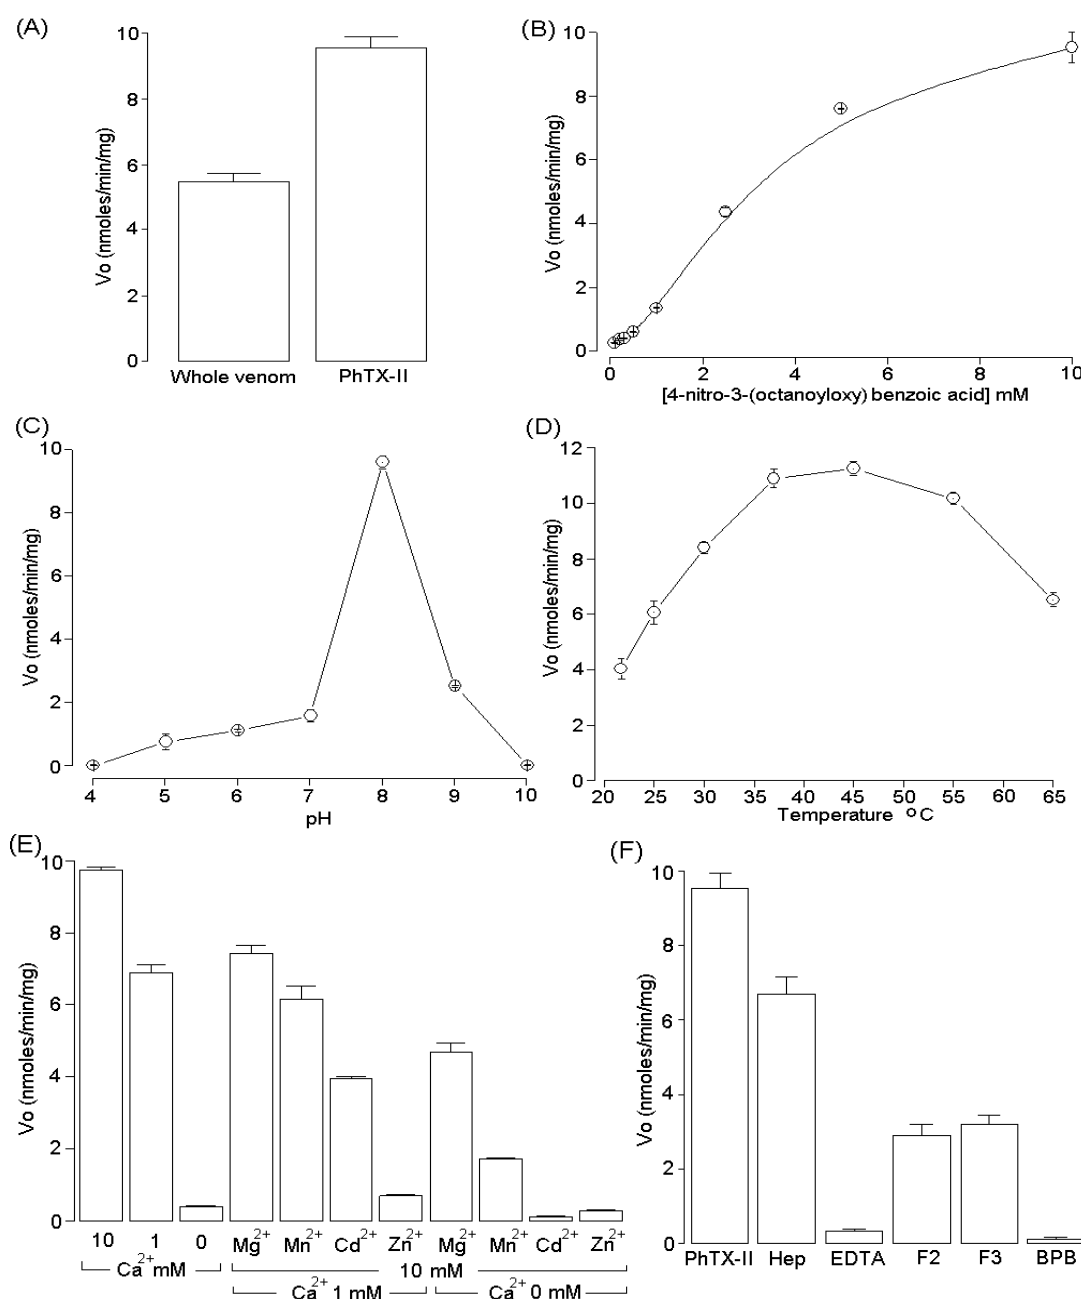 (A)
10
8
6
4
2
0
Vo (nmoles/min/mg)
Whole venom PhTX-II
(B)
10
8
6
4
2
0
Vo (nmoles/min/mg)
0 2 4 6 8 10
[4-nitro-3-(octanoyloxy) benzoic acid] mM
(C)
10
8
6
4
2
0
Vo (nmoles/min/mg)
4 5 6 7 8 9 10
pH
(D)
12
10
8
6
4
2
0
Vo (nmoles/min/mg)
20 25 30 35 40 45 50 55 60 65
Temperature °C
(E)
10
8
6
4
2
0
Vo (nmoles/min/mg)
10 1 0 Mg2+ Mn2+ Cd2+ Zn2+ Mg2+ Mn2+ Cd2+ Zn2+
Ca2+ mM 10 mM
Ca2+ 1 mM Ca2+ 0 mM
(F)
10
8
6
4
2
0
Vo (nmoles/min/mg)
PhTX-II Hep EDTA F2 F3 BPB